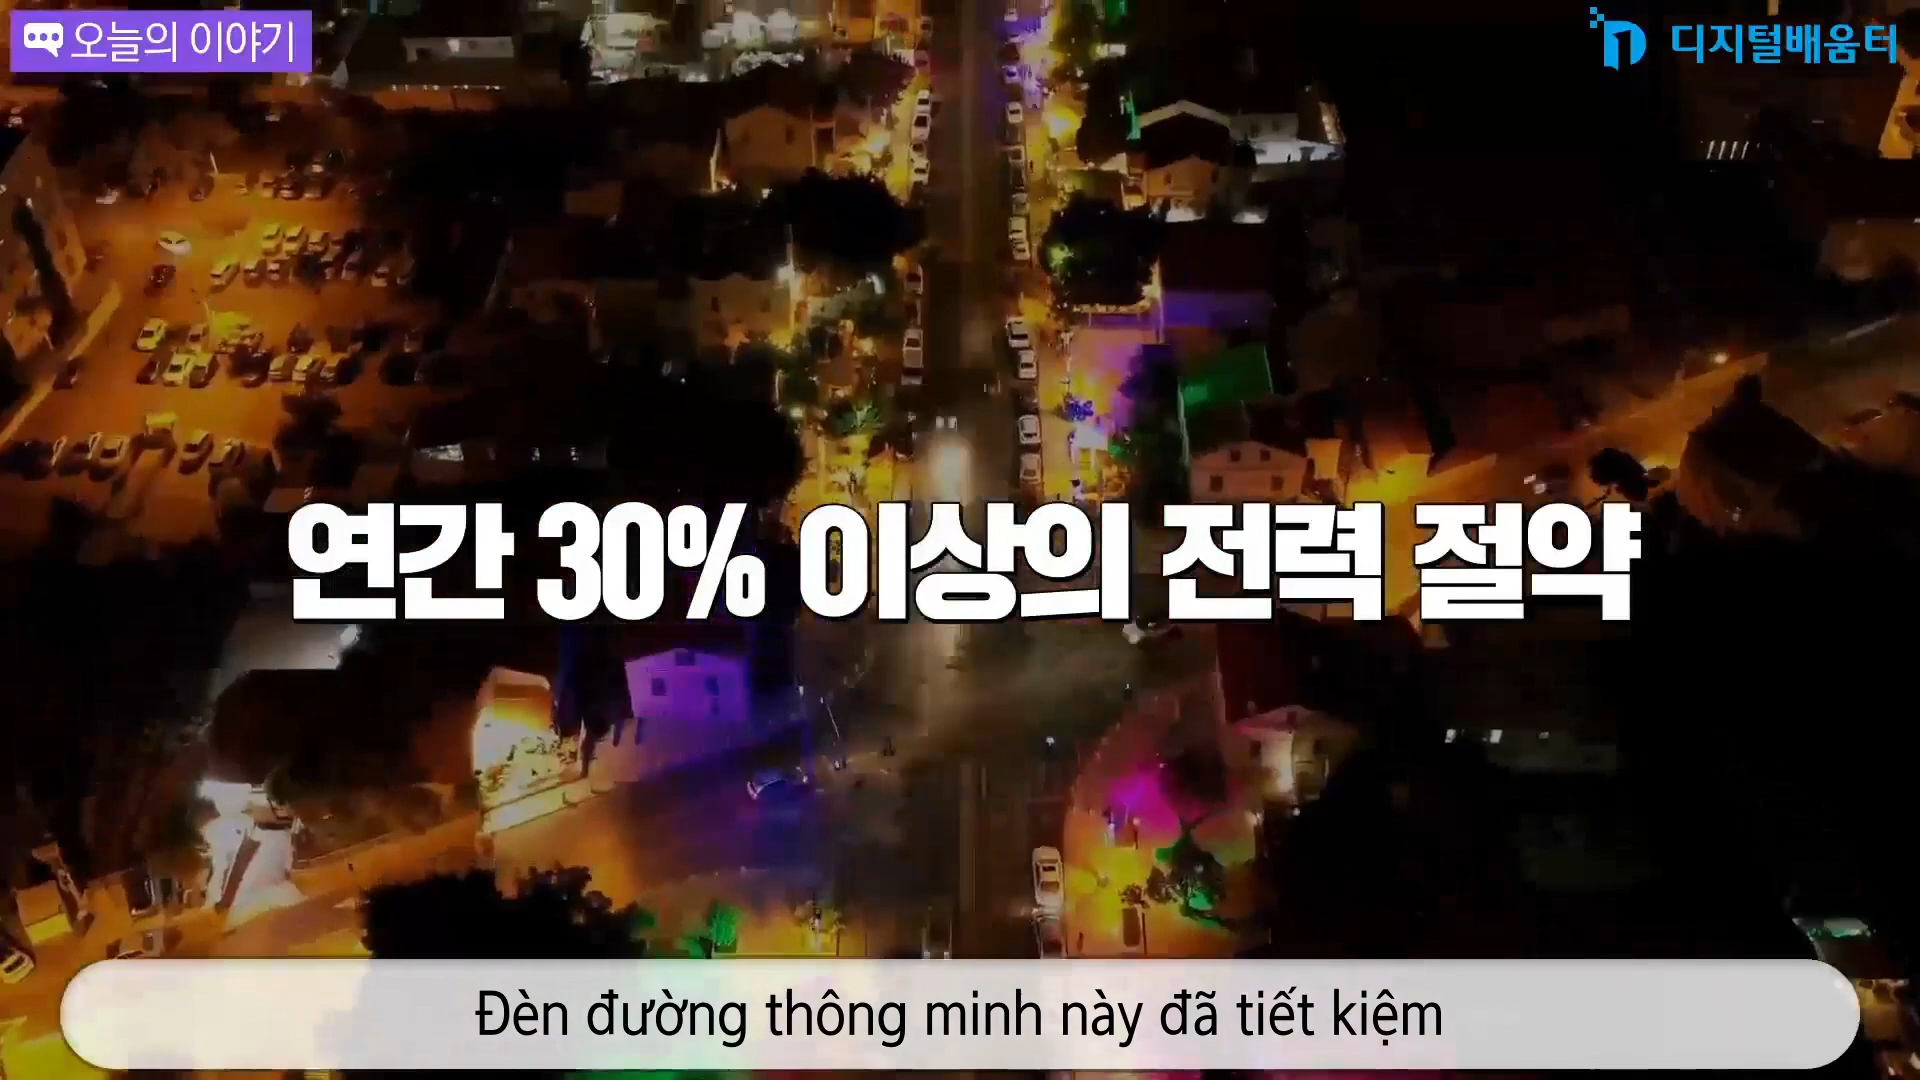 오늘의 이야기
디지털배움터
연간 30% 이상의 전력 절약
Đèn đường thông minh này đã tiết kiệm